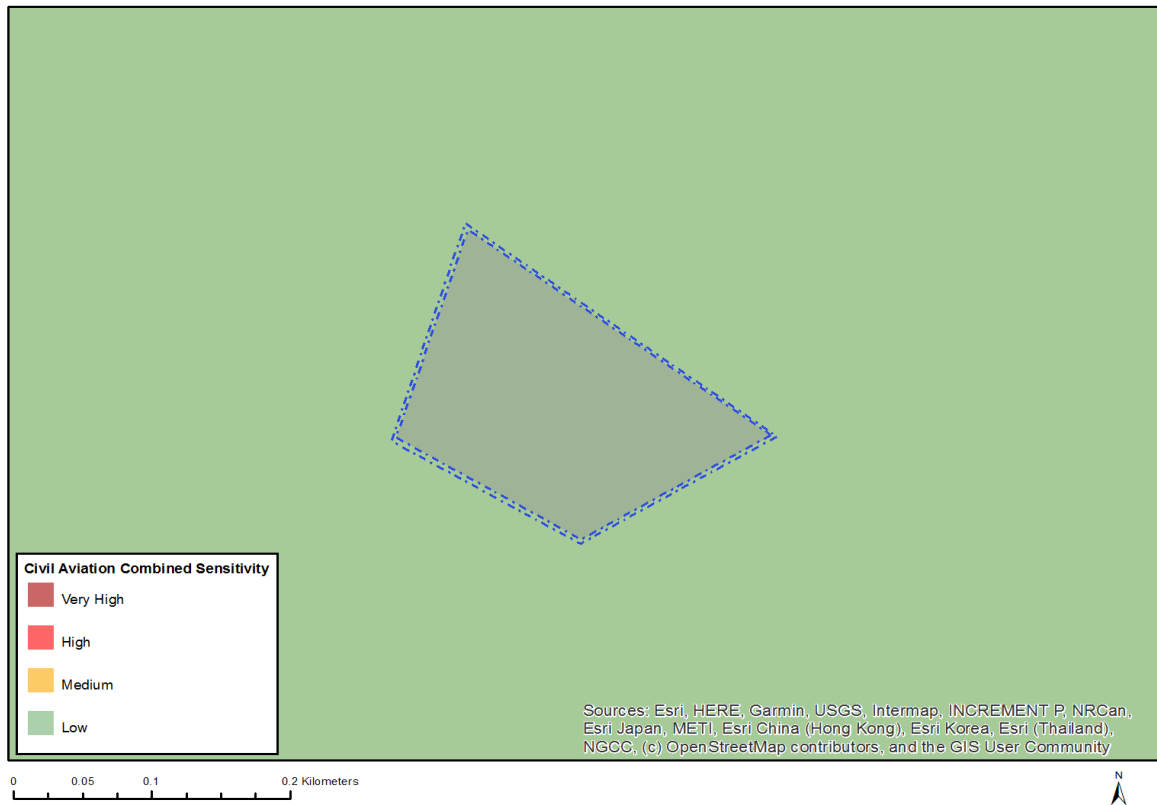 Civil Aviation Combined Sensitivity
Very High
High
Medium
Low
Sources: Esri, HERE, Garmin, USGS, Intermap, INCREMENT P, NRCan,
Esri Japan, METI, Esri China (Hong Kong), Esri Korea, Esri (Thailand),
NGCC, (c) OpenStreetMap contributors, and the GIS User Community
0 0.05 0.1 0.2 Kilometers
N